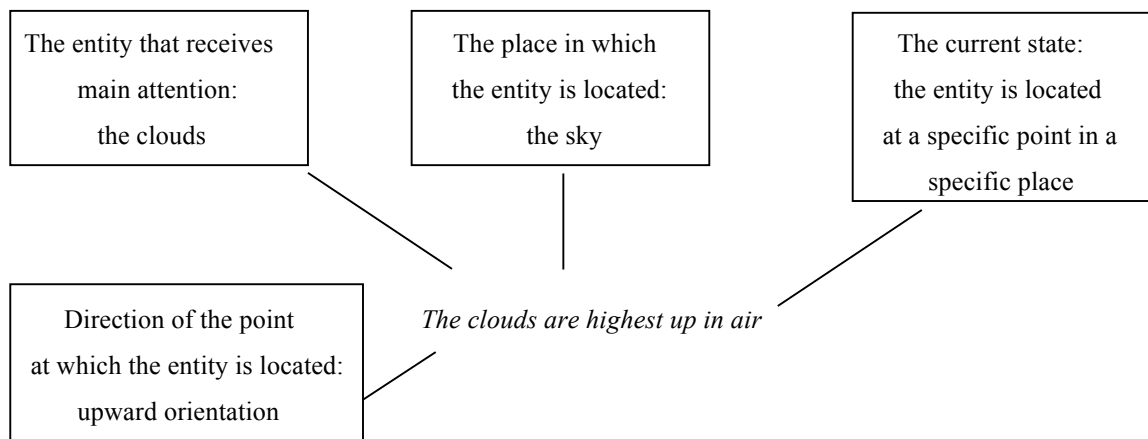 The entity that receives
main attention:
the clouds
The place in which
the entity is located:
the sky
The current state:
the entity is located
at a specific point in a
specific place
Direction of the point
at which the entity is located:
upward orientation
The clouds are highest up in air